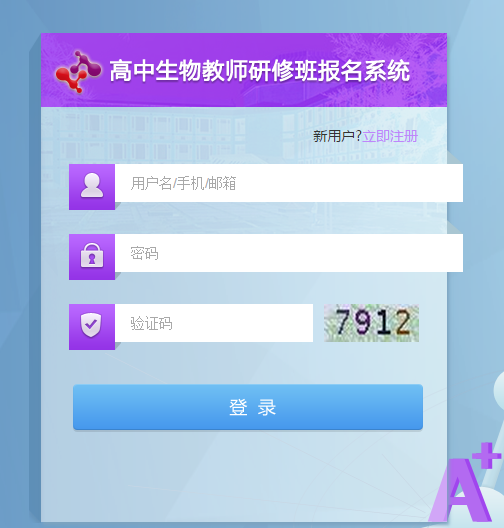 高中生物教师研修班报名系统
新用户?立即注册
用户名/手机/邮箱
密码
验证码
7912
登 录
A+